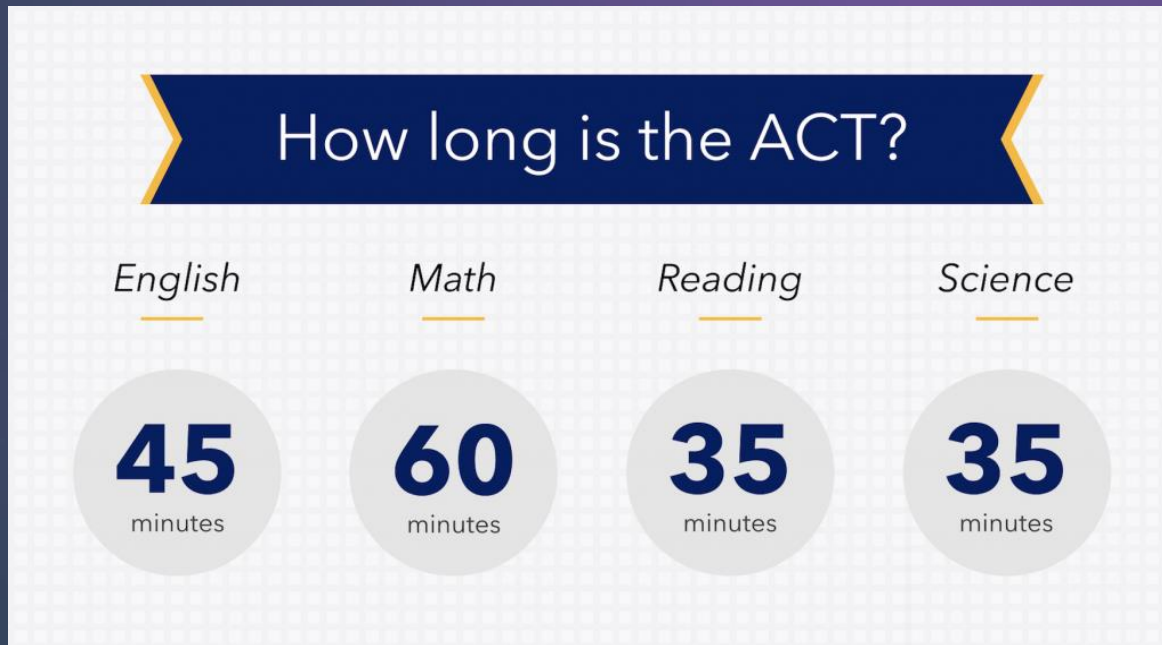 How long is the ACT?
English Math Reading Science
45 60 35 35
minutes minutes minutes minutes